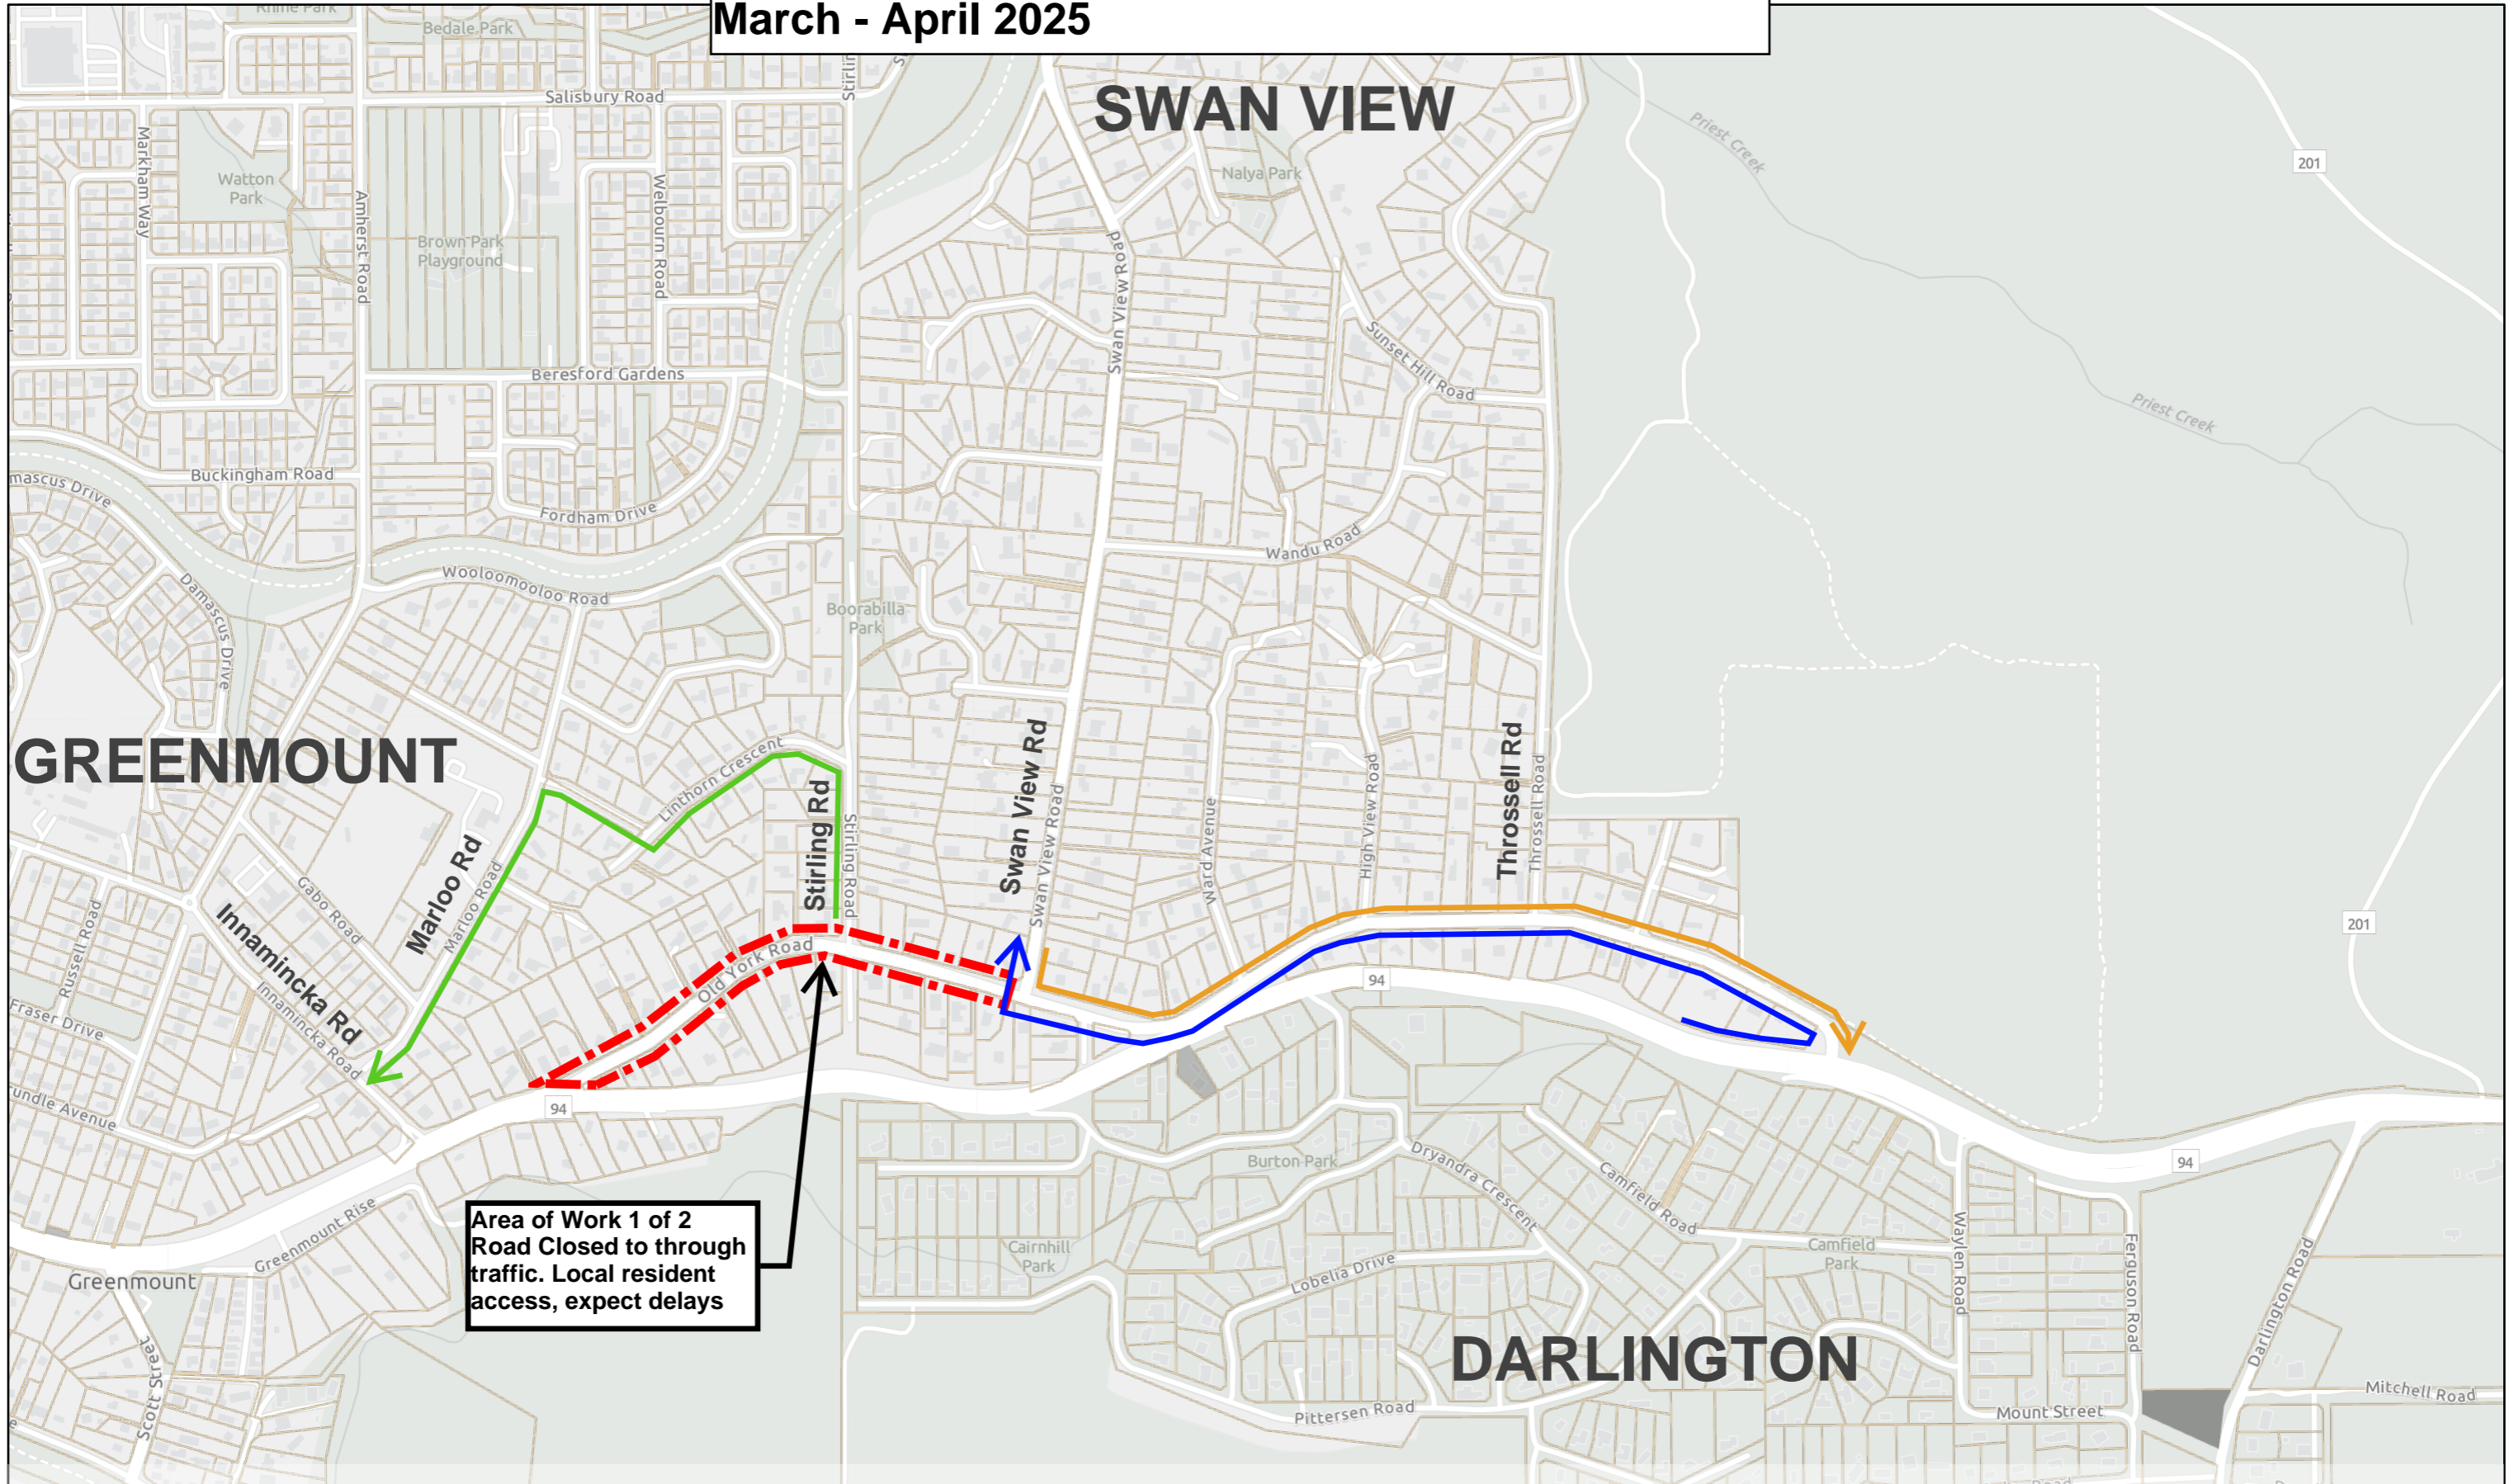 March - April 2025
Bedale Park
Salisbury Road
SWAN VIEW
Priest Creek
201
Markham Way
Watton
Park
Amherst Road
Brown Park
Playground
Welbourn Road
Nalya Park
Swan View Road
Swan View Road
Sunset Hill Road
Beresford Gardens
Priest Creek
Buckingham Road
Fordham Drive
Wandu Road
Damascus Drive
Wooloomooloo Road
Boorabilla
Park
GREENMOUNT
Linthorn Crescent
Stirling Rd
Stirling Road
Swan View Rd
Swan View Road
Ward Avenue
High View Road
Throssell Rd
Throssell Road
Marloo Rd
Marloo Road
Gabo Road
Russell Road
Innamincka Rd
Innamincka Road
Fraser Drive
Old York Road
94
201
94
94
Burton Park
Dryandra Crescent
Camfield Road
Area of Work 1 of 2
Road Closed to through
traffic. Local resident
access, expect delays
Greenmount Rise
Greenmount
Scott Street
Cairnhill
Park
Lobelia Drive
Camfield
Park
Waylen Road
Ferguson Road
Darlington Road
DARLINGTON
Pittersen Road
Mount Street
Mitchell Road